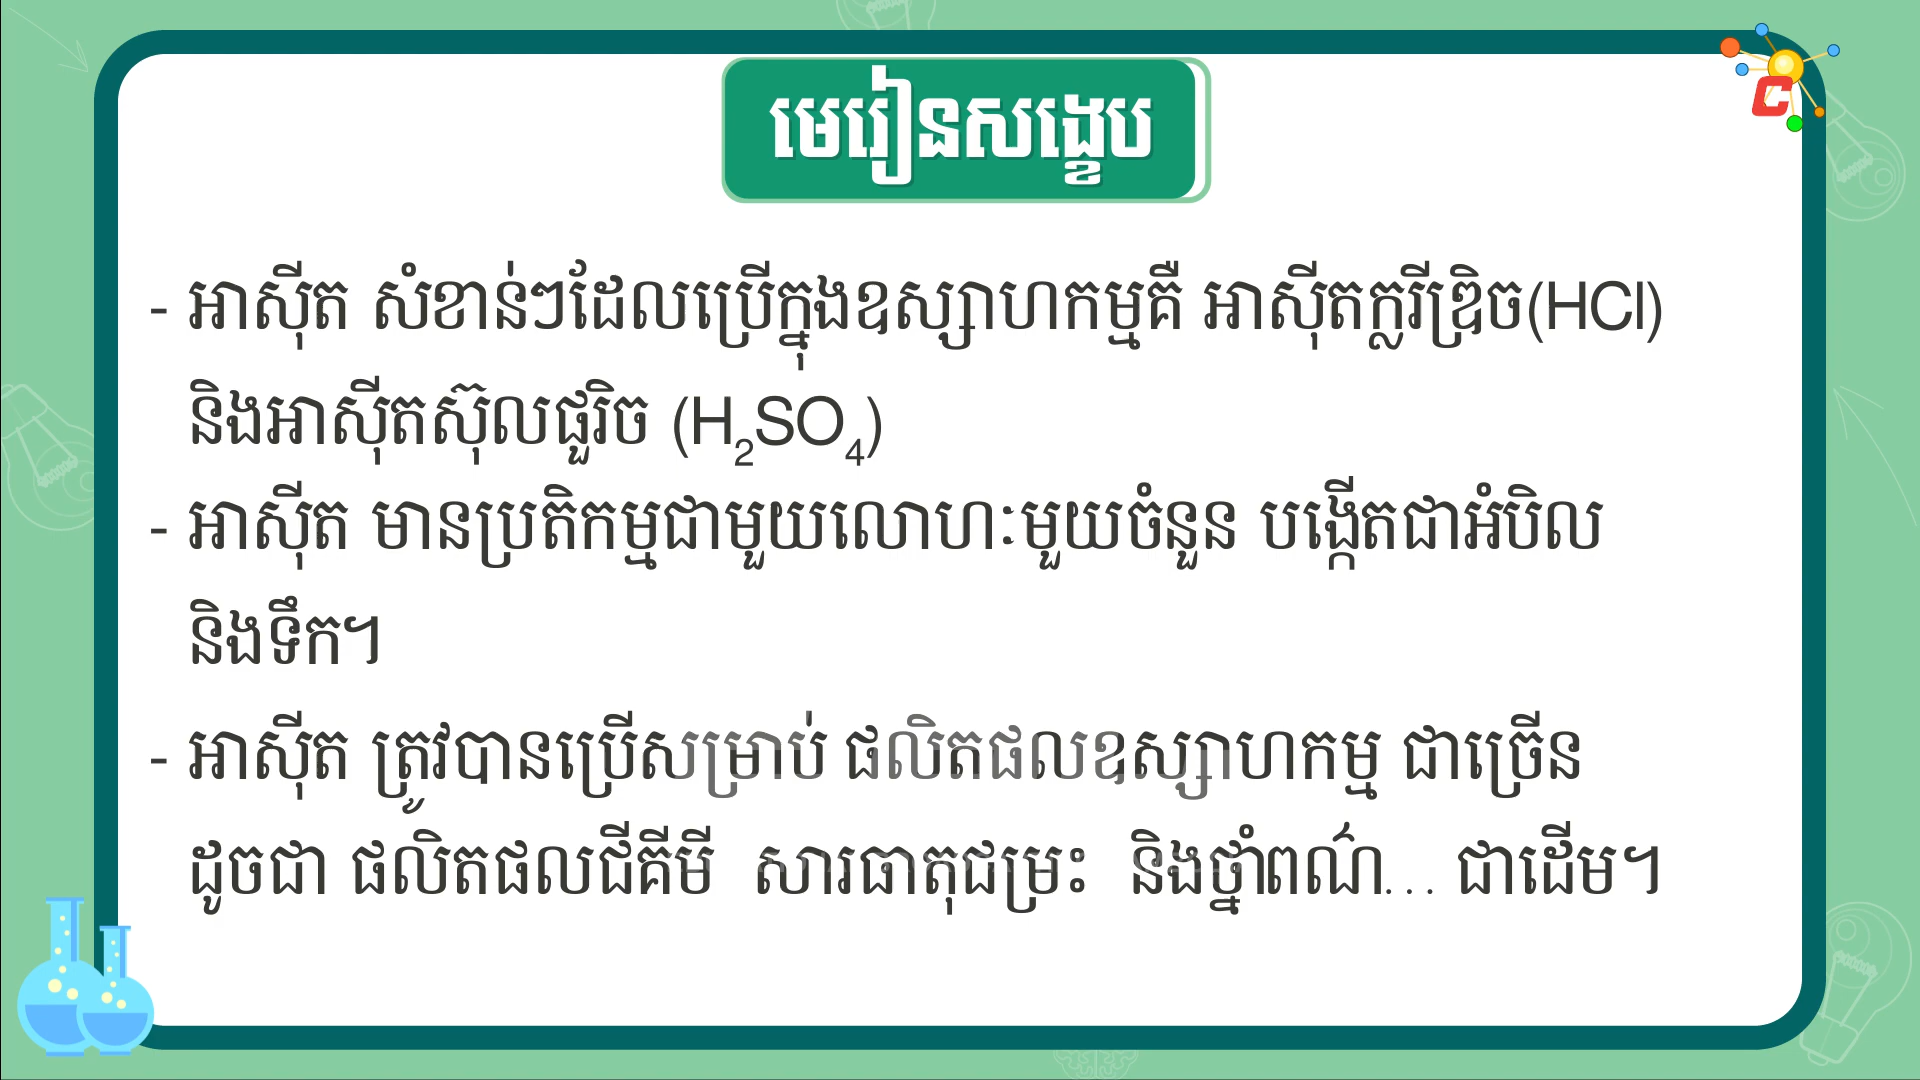 មេរៀនសង្ខេប
- អាស៊ីត សំខាន់ៗដែលប្រើក្នុងឧស្សាហកម្មគឺ អាស៊ីតក្លរីឌ្រិច(HCl)
និងអាស៊ីតស៊ុលផួរិច (H₂SO₄)
- អាស៊ីត មានប្រតិកម្មជាមួយលោហៈមួយចំនួន បង្កើតជាអំបិល
និងទឹក។
- អាស៊ីត ត្រូវបានប្រើសម្រាប់ ផលិតផលឧស្សាហកម្ម ជាច្រើន
ដូចជា ផលិតផលជីគីមី សារធាតុជម្រះ និងថ្នាំពណ៌... ជាដើម។